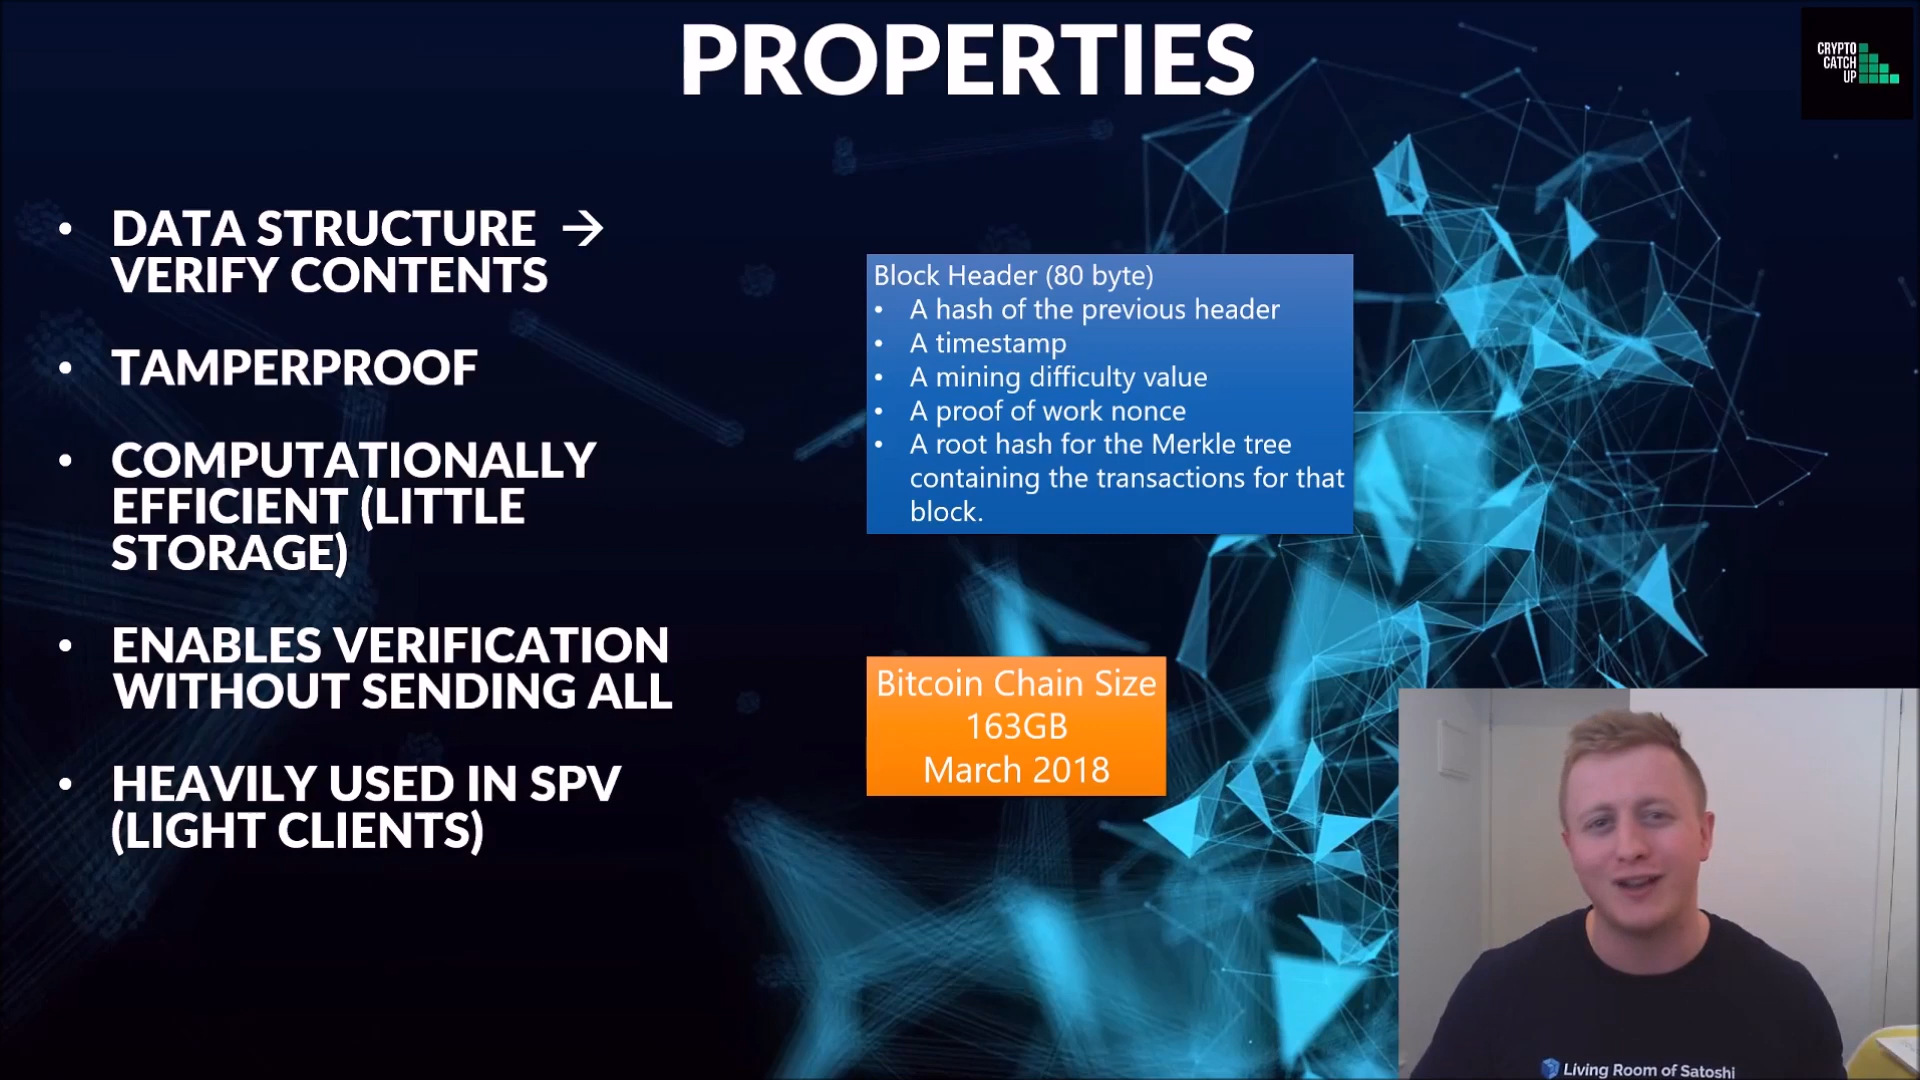 PROPERTIES
CRYPTO
CATCH
UP
• DATA STRUCTURE →
VERIFY CONTENTS
• TAMPERPROOF
• COMPUTATIONALLY
EFFICIENT (LITTLE
STORAGE)
• ENABLES VERIFICATION
WITHOUT SENDING ALL
• HEAVILY USED IN SPV
(LIGHT CLIENTS)
Block Header (80 byte)
• A hash of the previous header
• A timestamp
• A mining difficulty value
• A proof of work nonce
• A root hash for the Merkle tree
containing the transactions for that
block.
Bitcoin Chain Size
163GB
March 2018
Living Room of Satoshi